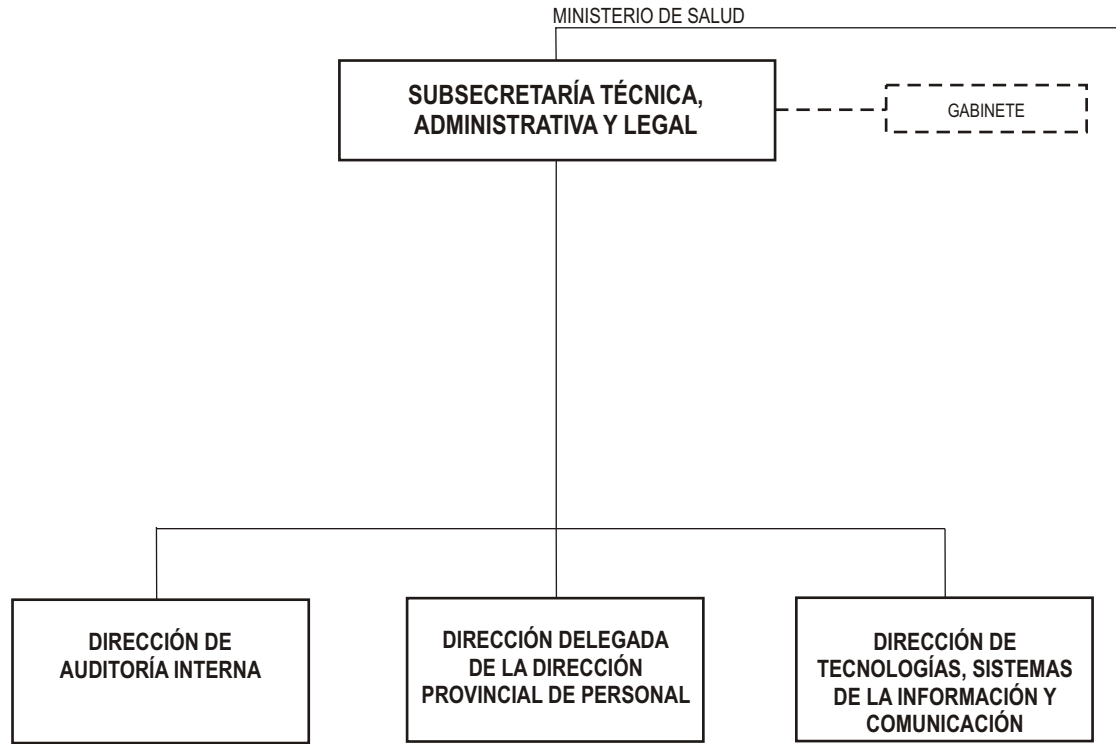 MINISTERIO DE SALUD
SUBSECRETARÍA TÉCNICA,
ADMINISTRATIVA Y LEGAL
GABINETE
DIRECCIÓN DE
AUDITORÍA INTERNA
DIRECCIÓN DELEGADA
DE LA DIRECCIÓN
PROVINCIAL DE PERSONAL
DIRECCIÓN DE
TECNOLOGÍAS, SISTEMAS
DE LA INFORMACIÓN Y
COMUNICACIÓN